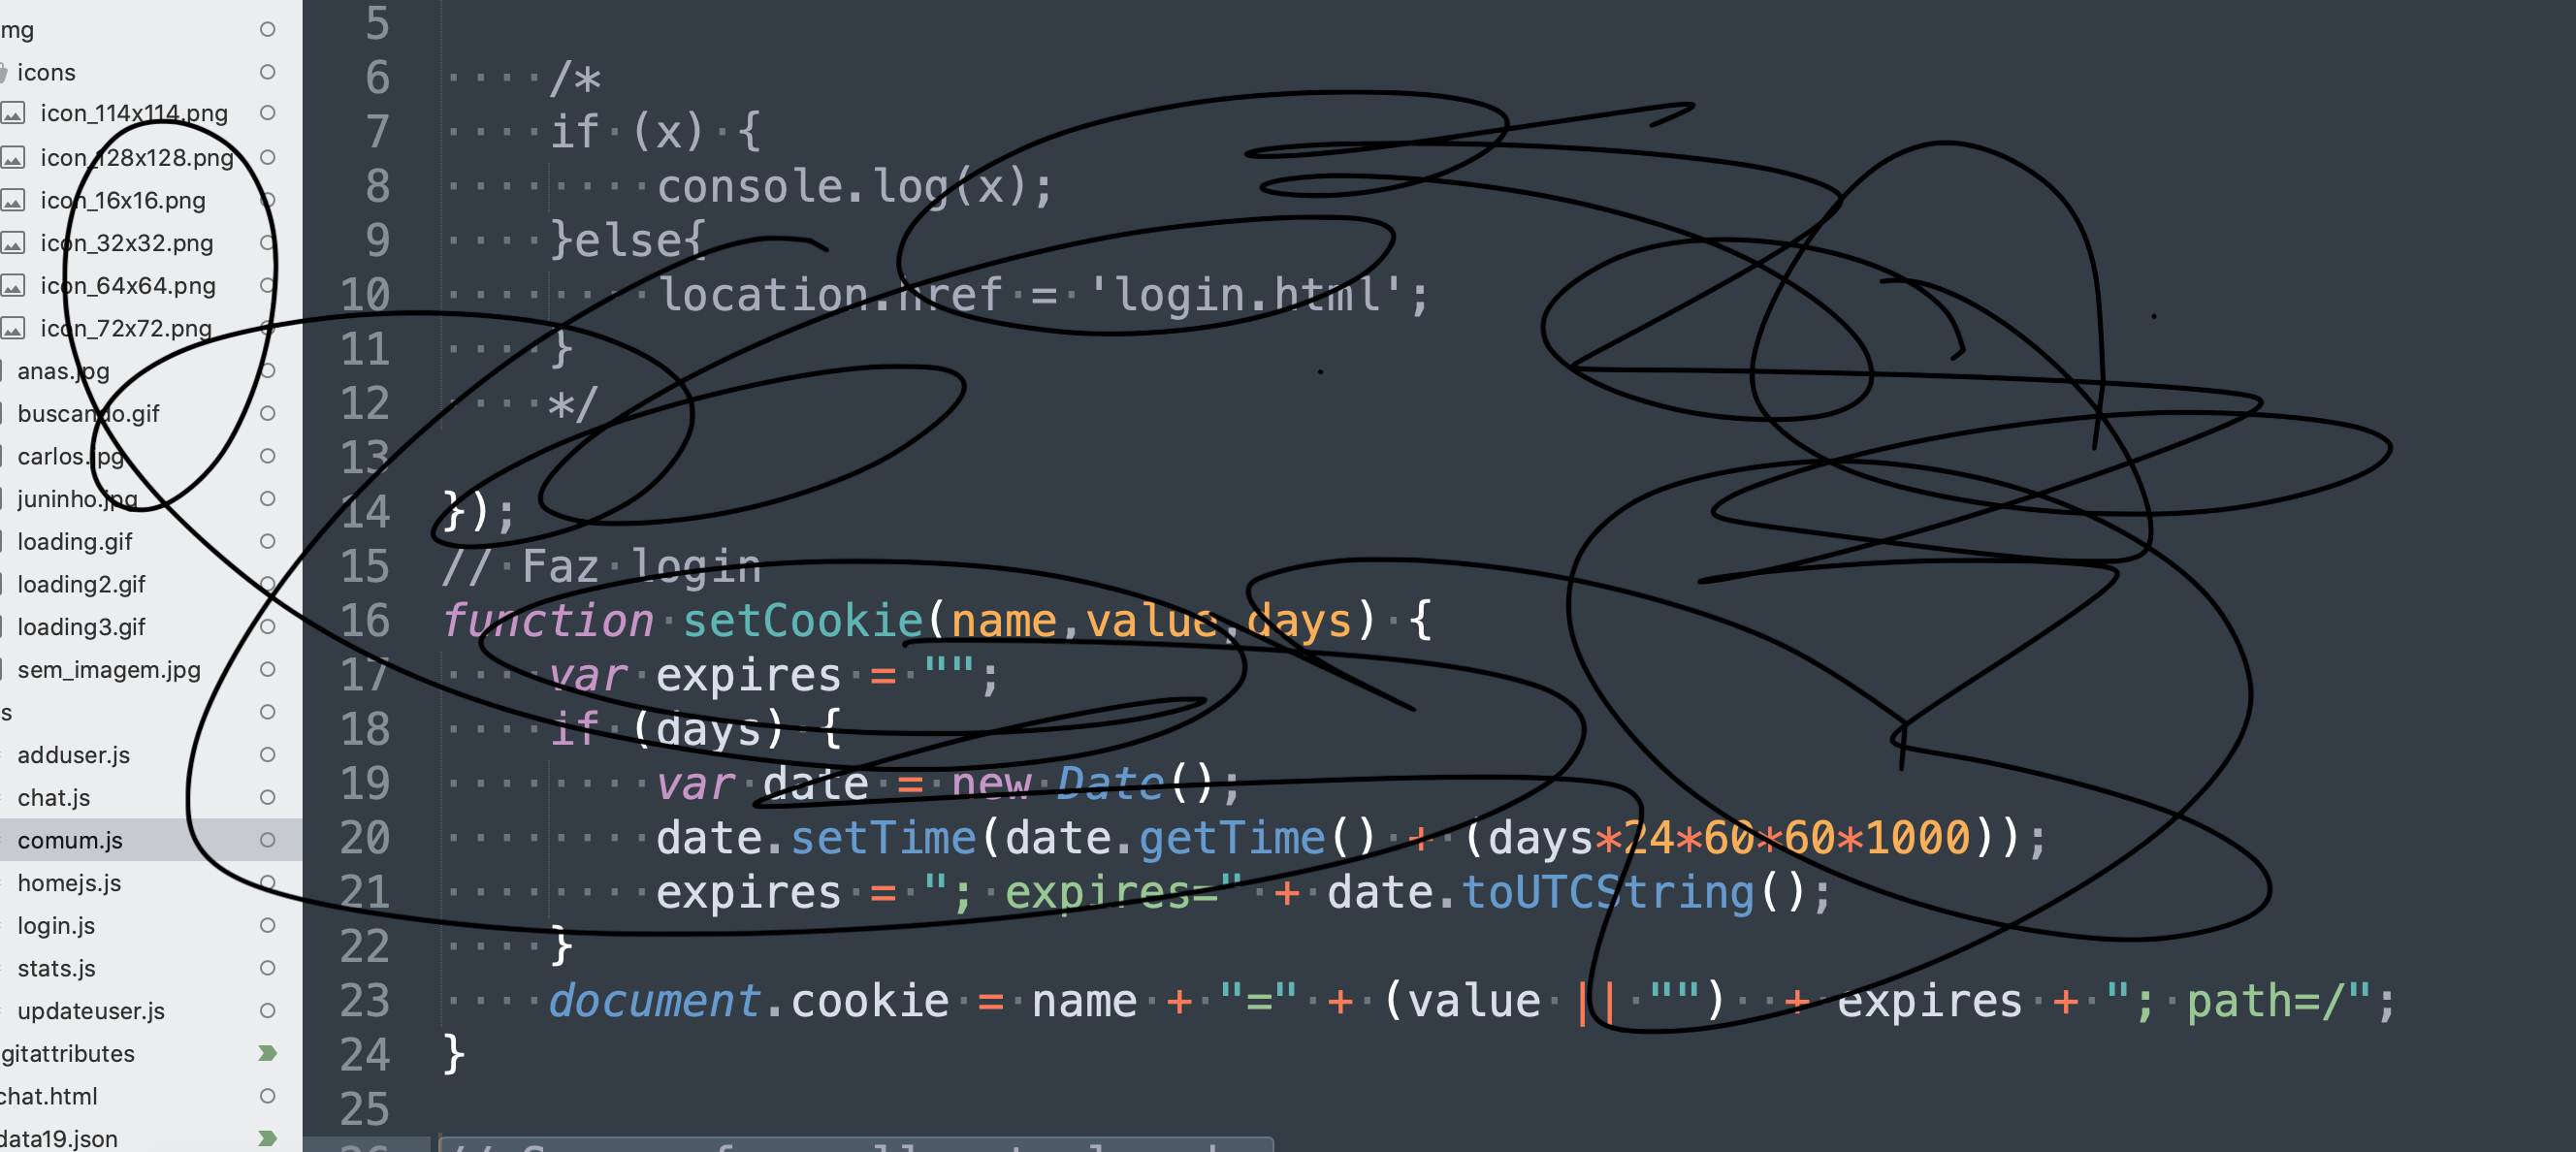 mg
icons
icon_114x114.png
icon_128x128.png
icon_16x16.png
icon_32x32.png
icon_64x64.png
icon_72x72.png
anas.jpg
buscando.gif
carlos.jpg
juninho.jpg
loading.gif
loading2.gif
loading3.gif
sem_imagem.jpg
s
adduser.js
chat.js
comum.js
homejs.js
login.js
stats.js
updateuser.js
gitattributes
chat.html
data19.json
5
6 /*
7 if (x) {
8 console.log(x);
9 }else{
10 location.href = 'login.html';
11 }
12 */
13
14 });
15 // Faz login
16 function setCookie(name,value,days) {
17 var expires = "";
18 if (days) {
19 var date = new Date();
20 date.setTime(date.getTime() + (days*24*60*60*1000));
21 expires = "; expires=" + date.toUTCString();
22 }
23 document.cookie = name + "=" + (value || "")  + expires + "; path=/";
24 }
25